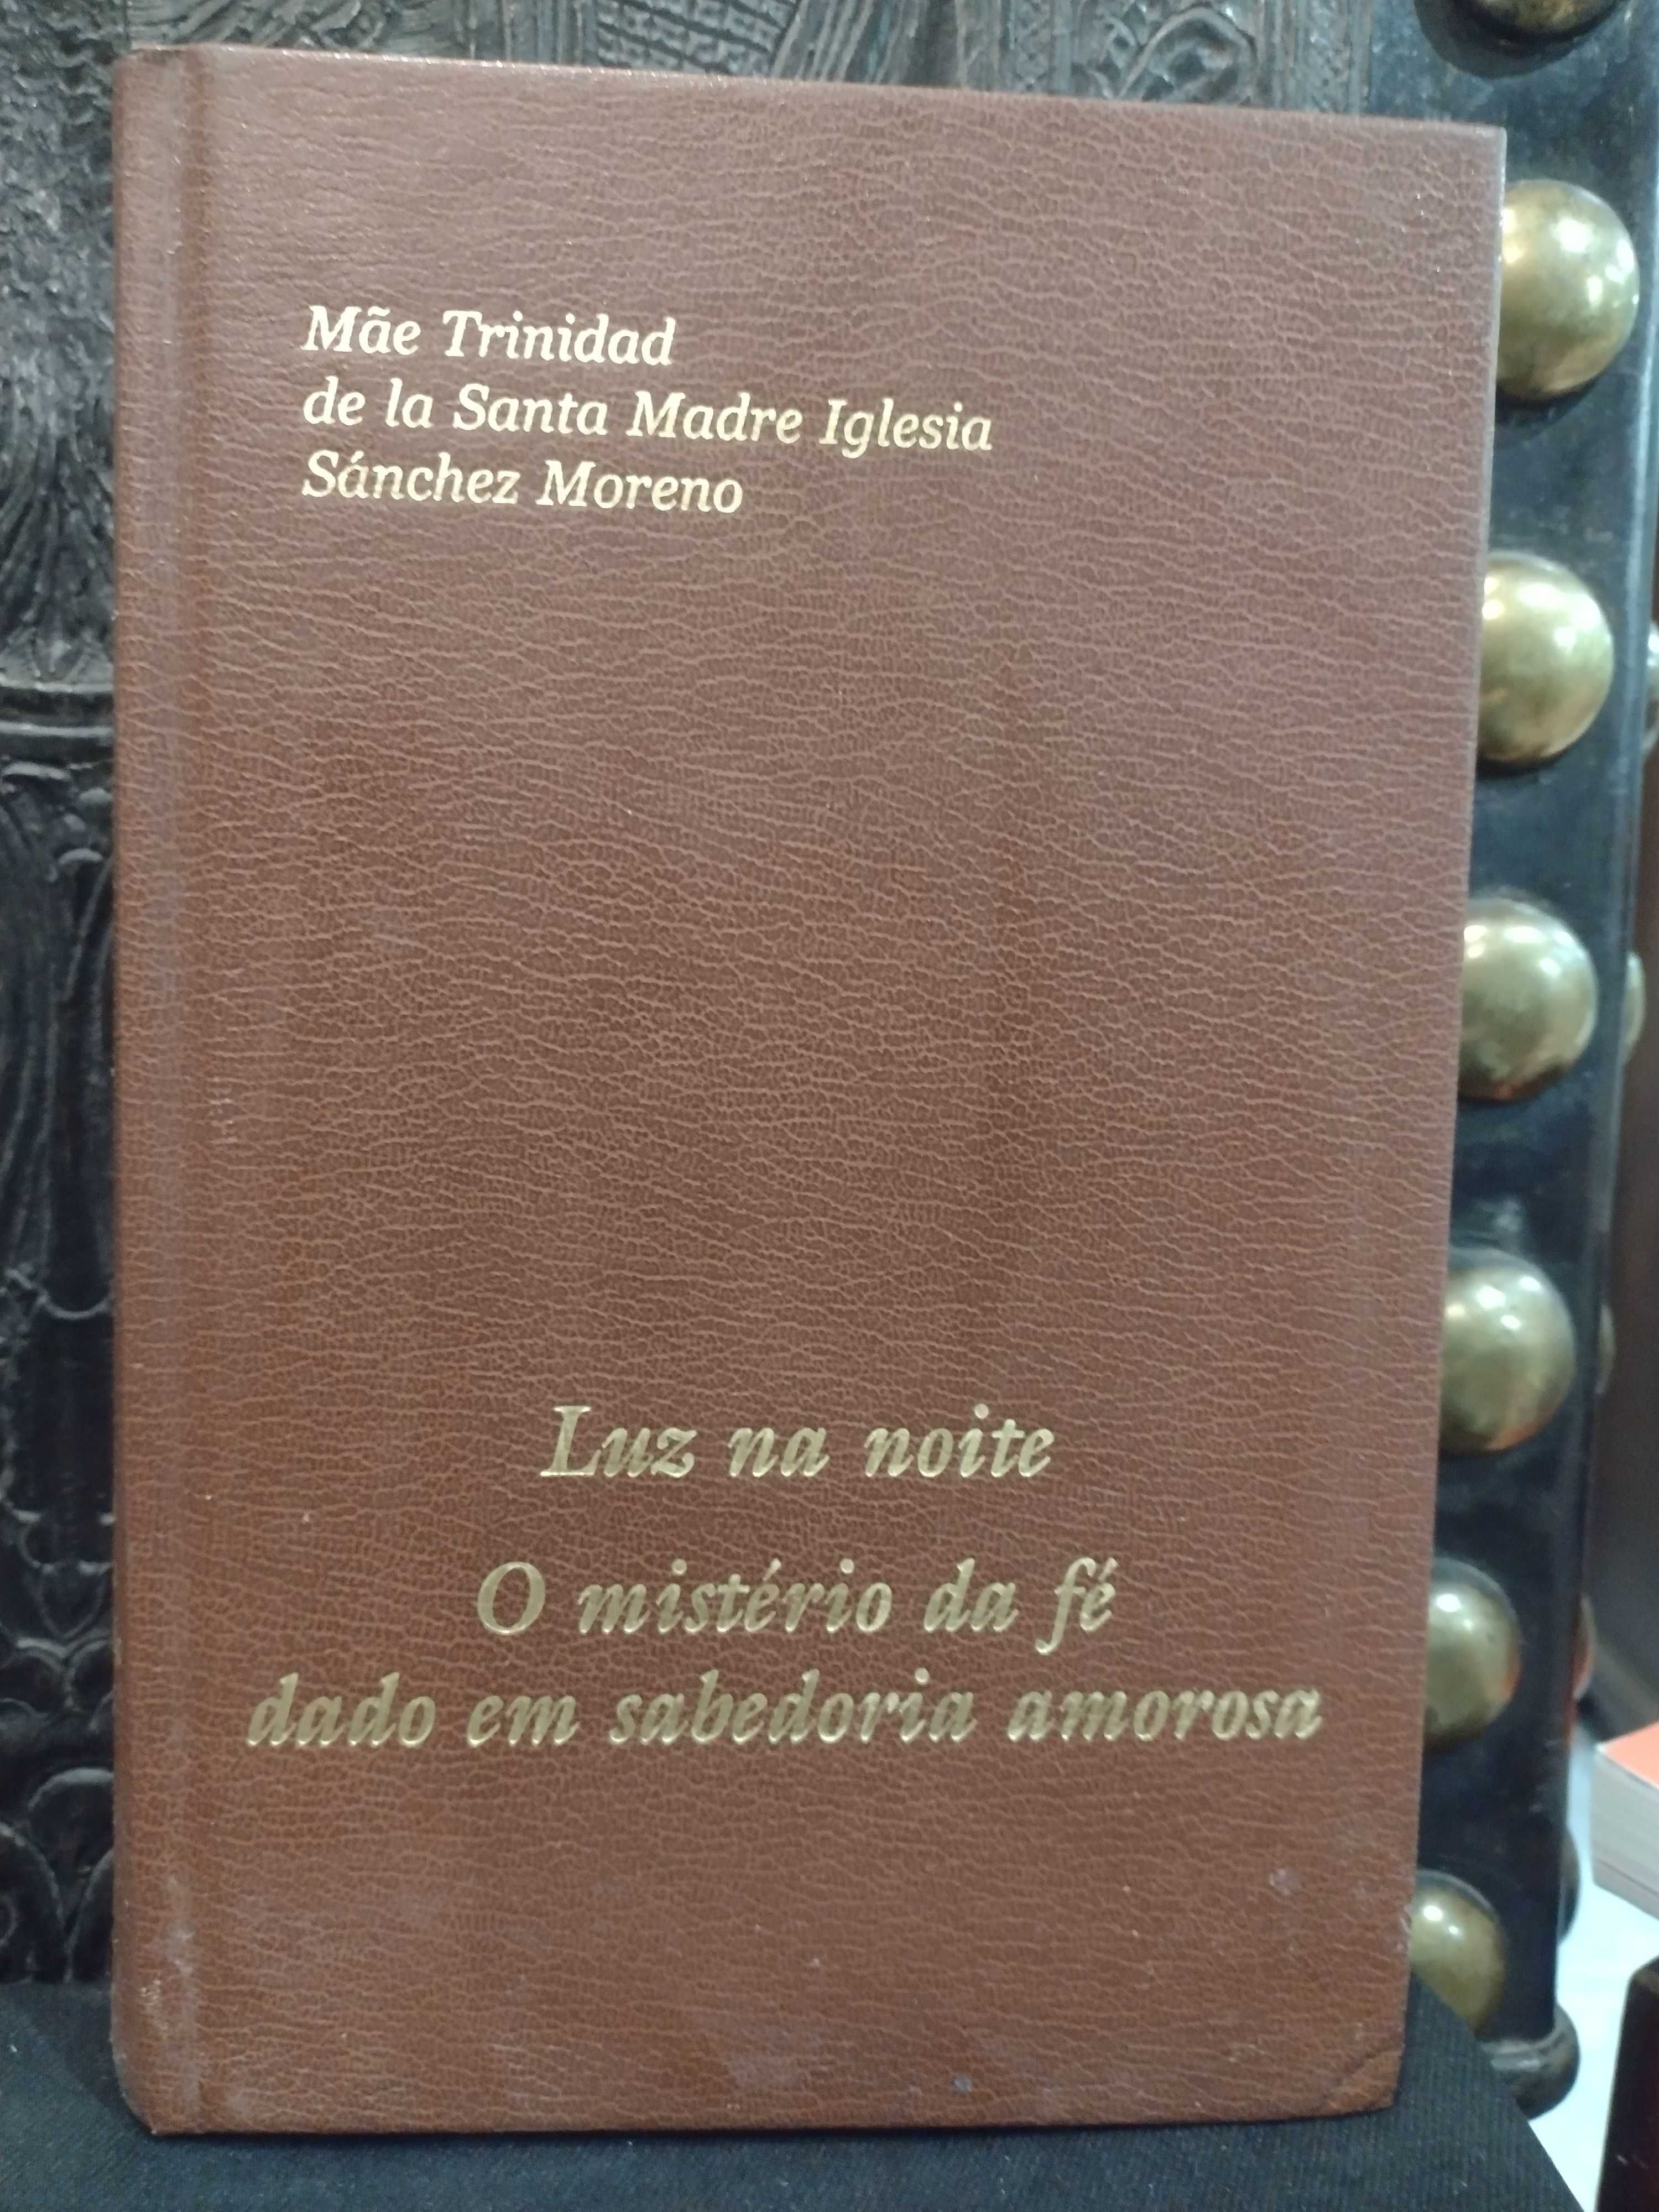 Mãe Trinidad
de la Santa Madre Iglesia
Sánchez Moreno
Luz na noite
O mistério da fé
dado em sabedoria amorosa